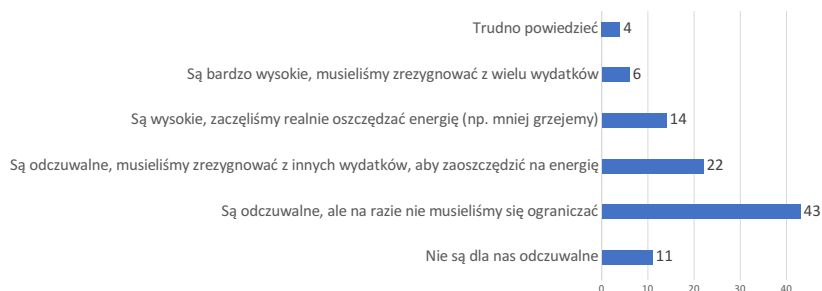 Trudno powiedzieć 4
Są bardzo wysokie, musieliśmy zrezygnować z wielu wydatków 6
Są wysokie, zaczęliśmy realnie oszczędzać energię (np. mniej grzejemy) 14
Są odczuwalne, musieliśmy zrezygnować z innych wydatków, aby zaoszczędzić na energię 22
Są odczuwalne, ale na razie nie musieliśmy się ograniczać 43
Nie są dla nas odczuwalne 11
0 10 20 30 40